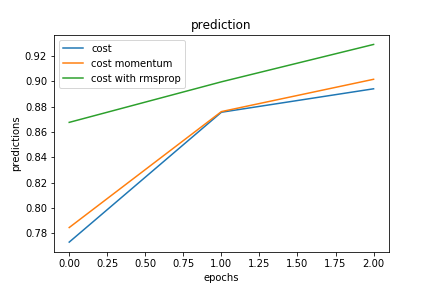 prediction
cost
cost momentum
cost with rmsprop
predictions
0.92
0.90
0.88
0.86
0.84
0.82
0.80
0.78
0.00 0.25 0.50 0.75 1.00 1.25 1.50 1.75 2.00
epochs